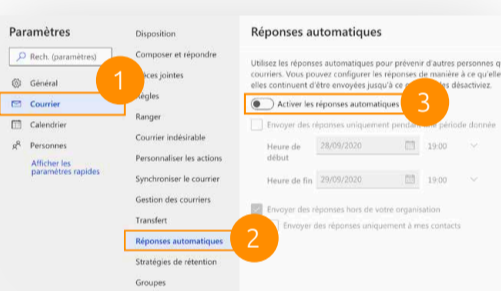 Paramètres
Rech. (paramètres)
Général
Courrier
Calendrier
Personnes
Afficher les
paramètres rapides
1
Disposition
Composer et répondre
jointes
Règles
Ranger
Courrier indésirable
Personnaliser les actions
Synchroniser le courrier
Gestion des courriers
Transfert
Réponses automatiques
Stratégies de rétention
Groupes
2
Réponses automatiques
Utilisez les réponses automatiques pour prévenir d'autres personnes q
courriers. Vous pouvez configurer les réponses de manière à ce qu'elle
elles continuent d'être envoyées jusqu'à ce désactiviez.
Activer les réponses automatiques
3
Envoyer des réponses uniquement période donnée
Heure de
début
28/09/2020
19:00
Heure de fin
29/09/2020
19:00
Envoyer des réponses hors de votre organisation
Envoyer des réponses uniquement à mes contacts